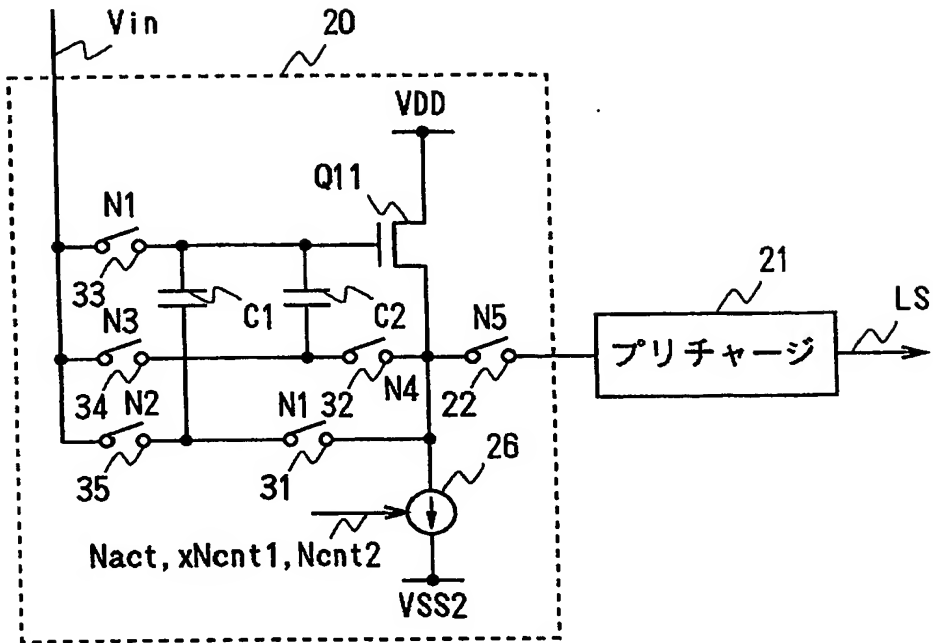 Vin
20
VDD
Q11
N1
33
C1
C2
N5
21
LS
N3
34
32
N4
22
プリチャージ
N2
35
N1
31
26
Nact, xNcnt1, Ncnt2
VSS2